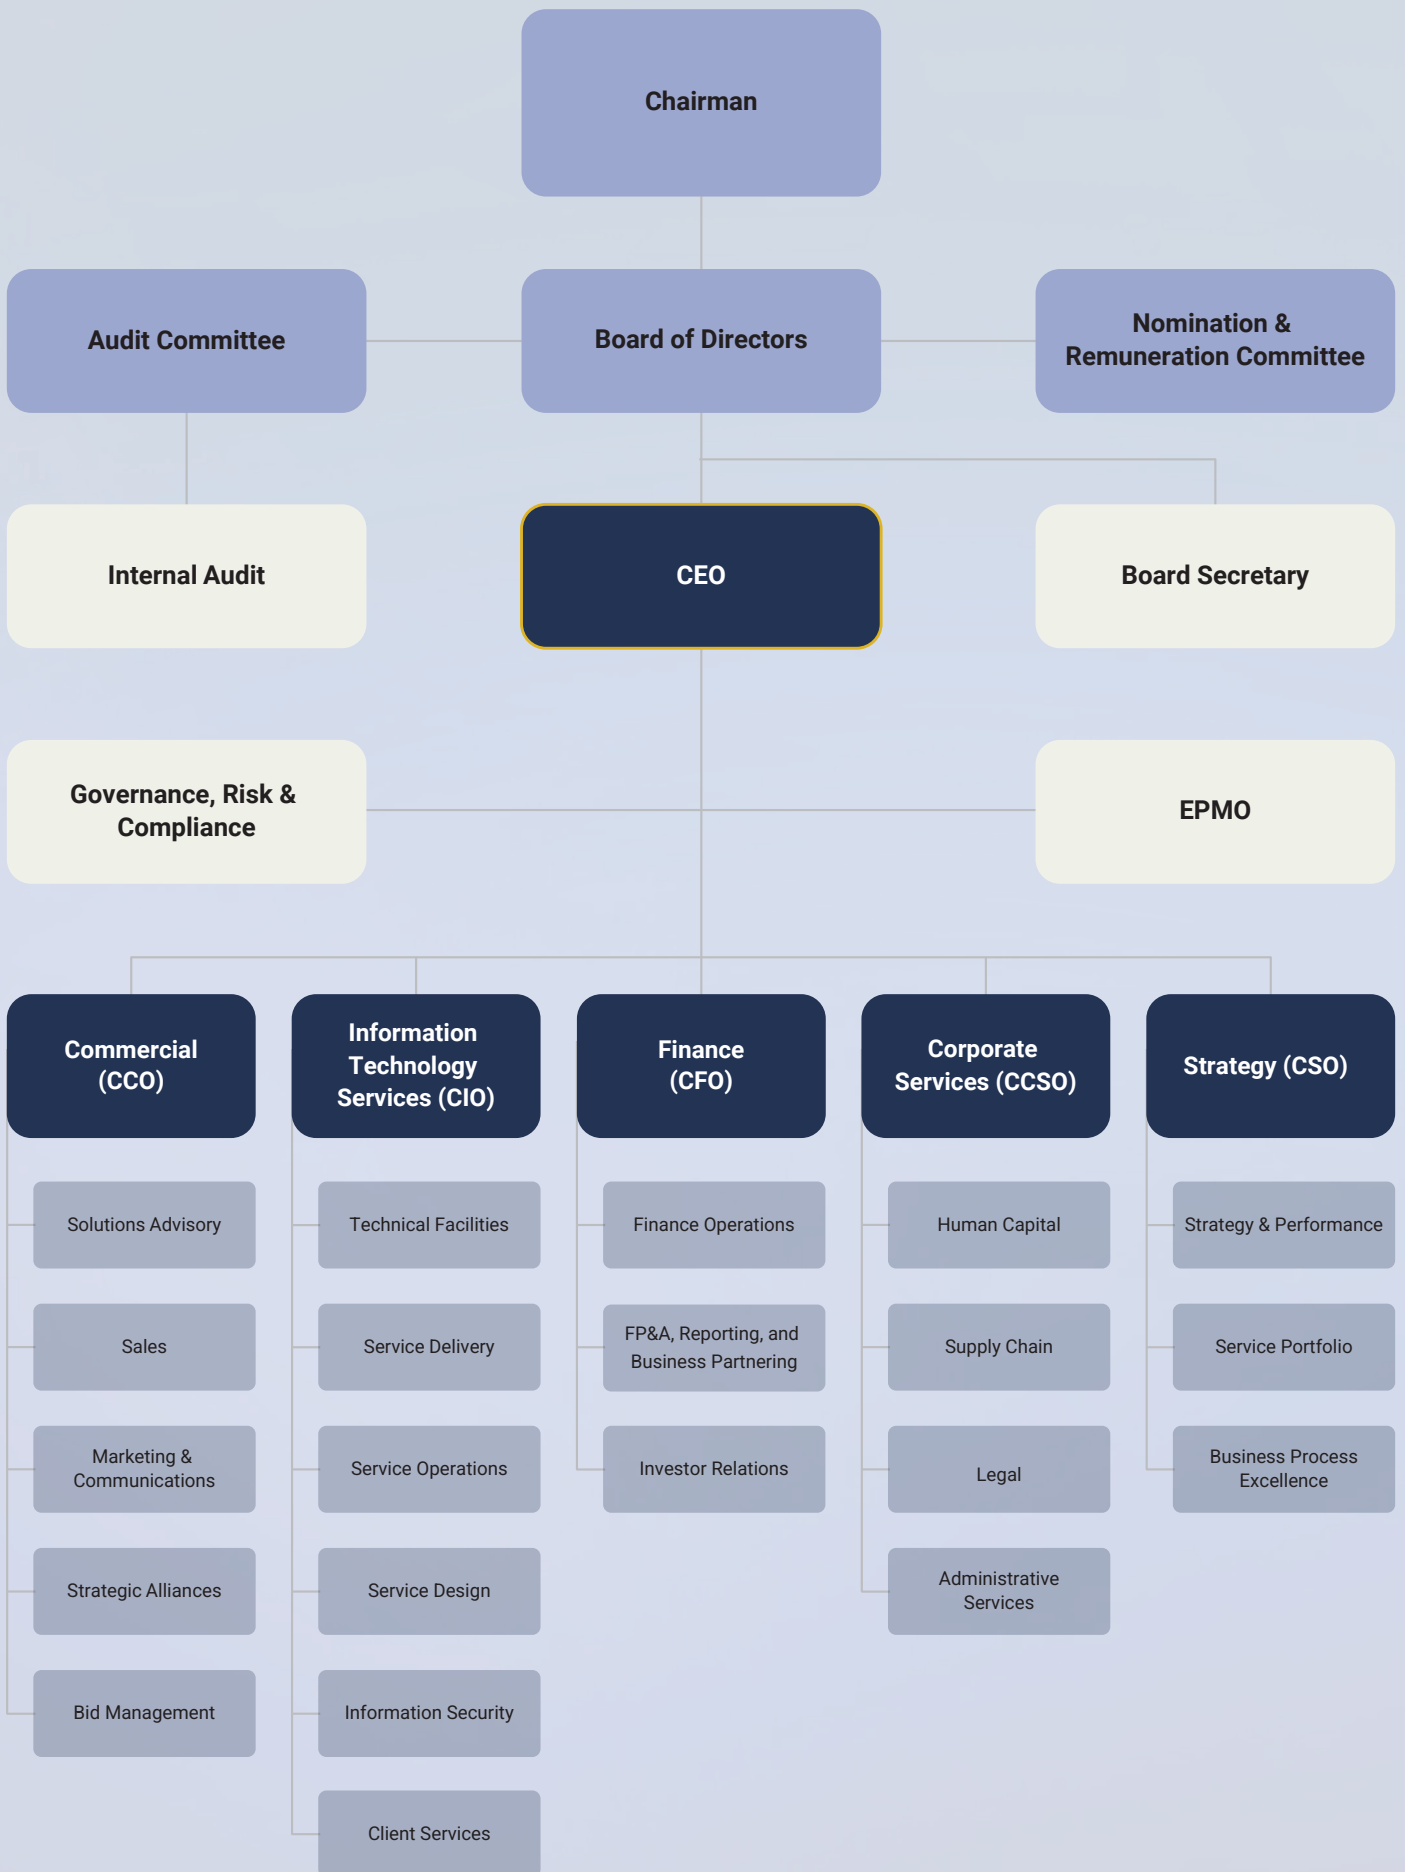 Chairman
Audit Committee
Board of Directors
Nomination &
Remuneration Committee
Internal Audit
CEO
Board Secretary
Governance, Risk &
Compliance
EPMO
Commercial
(CCO)
Information
Technology
Services (CIO)
Finance
(CFO)
Corporate
Services (CCSO)
Strategy (CSO)
Solutions Advisory
Sales
Marketing &
Communications
Strategic Alliances
Bid Management
Technical Facilities
Service Delivery
Service Operations
Service Design
Information Security
Client Services
Finance Operations
FP&A, Reporting, and
Business Partnering
Investor Relations
Human Capital
Supply Chain
Legal
Administrative
Services
Strategy & Performance
Service Portfolio
Business Process
Excellence